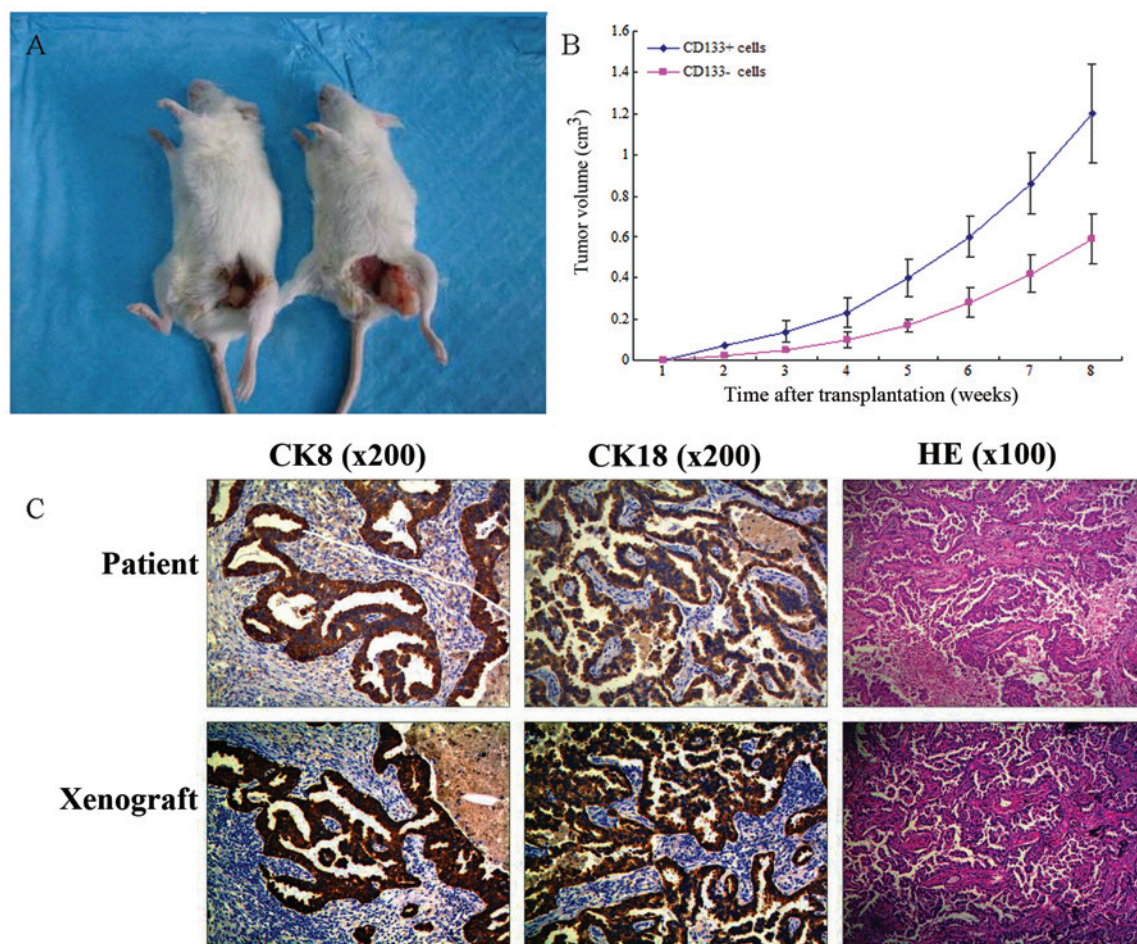 A
B
1.6
1.4
1.2
1
0.8
0.6
0.4
0.2
0
CD133+ cells
CD133- cells
Tumor volume (cm³)
1 2 3 4 5 6 7 8
Time after transplantation (weeks)
CK8 (x200) CK18 (x200) HE (x100)
C
Patient
Xenograft